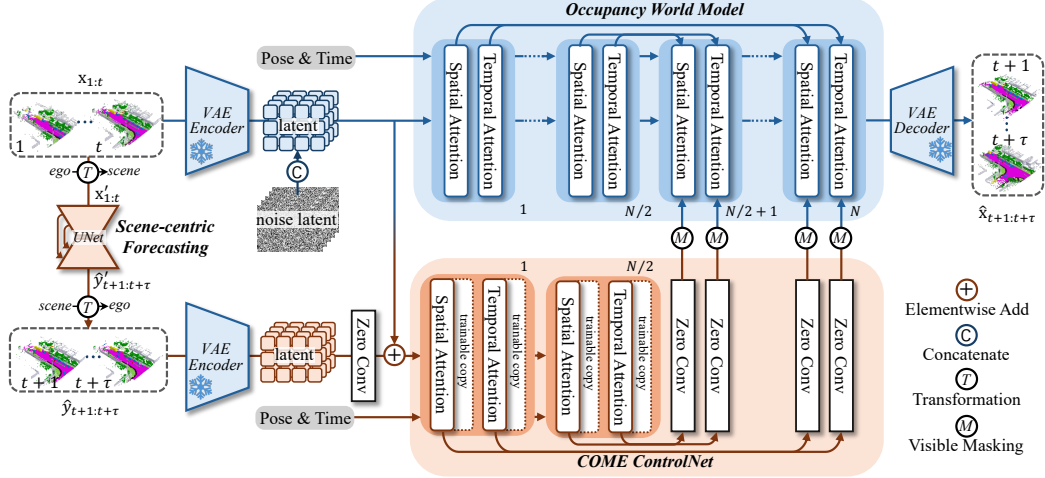 Occupancy World Model
Pose & Time
x_{1:t}
1
t
VAE
Encoder
latent
C
noise latent
Spatial Attention
Temporal Attention
1
Spatial Attention
Temporal Attention
N/2
Spatial Attention
Temporal Attention
N/2 + 1
Spatial Attention
Temporal Attention
N
VAE
Decoder
t + 1
t + τ
x̂_{t+1:t+τ}
ego
T
scene
x′_{1:t}
UNet
Scene-centric
Forecasting
ŷ′_{t+1:t+τ}
scene
T
ego
t + 1
t + τ
ŷ_{t+1:t+τ}
VAE
Encoder
latent
Zero Conv
+
Pose & Time
1
Spatial Attention
trainable copy
Temporal Attention
trainable copy
N/2
Spatial Attention
trainable copy
Temporal Attention
trainable copy
M
M
M
M
Zero Conv
Zero Conv
Zero Conv
Zero Conv
COME ControlNet
+
Elementwise Add
C
Concatenate
T
Transformation
M
Visible Masking